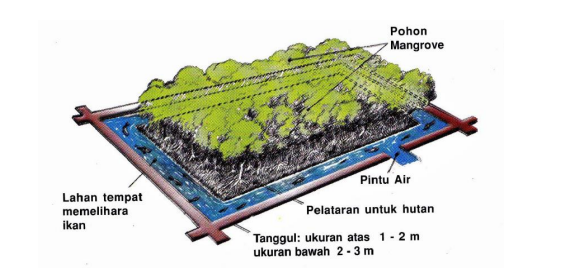 Pohon
Mangrove
Pintu Air
Lahan tempat
memelihara
ikan
Pelataran untuk hutan
Tanggul: ukuran atas 1 - 2 m
ukuran bawah 2 - 3 m